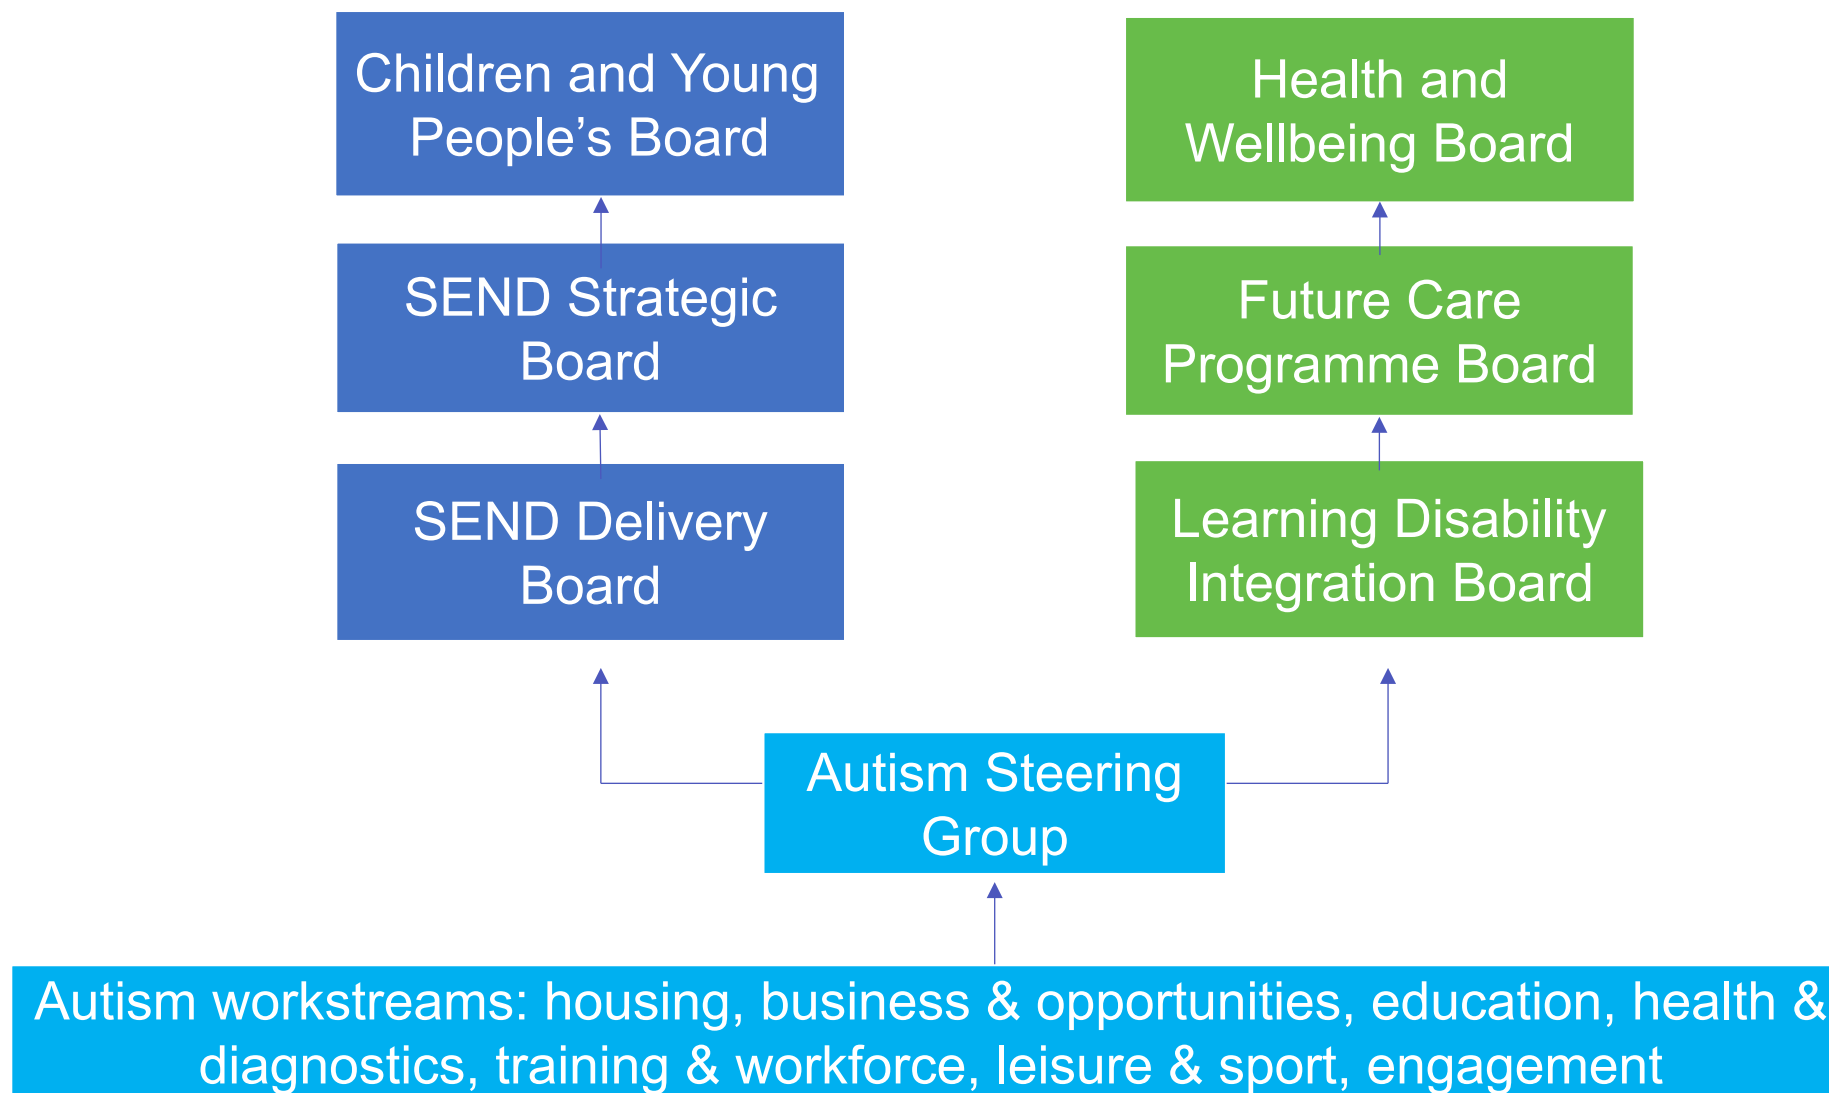 Children and Young
People’s Board
Health and
Wellbeing Board
SEND Strategic
Board
Future Care
Programme Board
SEND Delivery
Board
Learning Disability
Integration Board
Autism Steering
Group
Autism workstreams: housing, business & opportunities, education, health &
diagnostics, training & workforce, leisure & sport, engagement